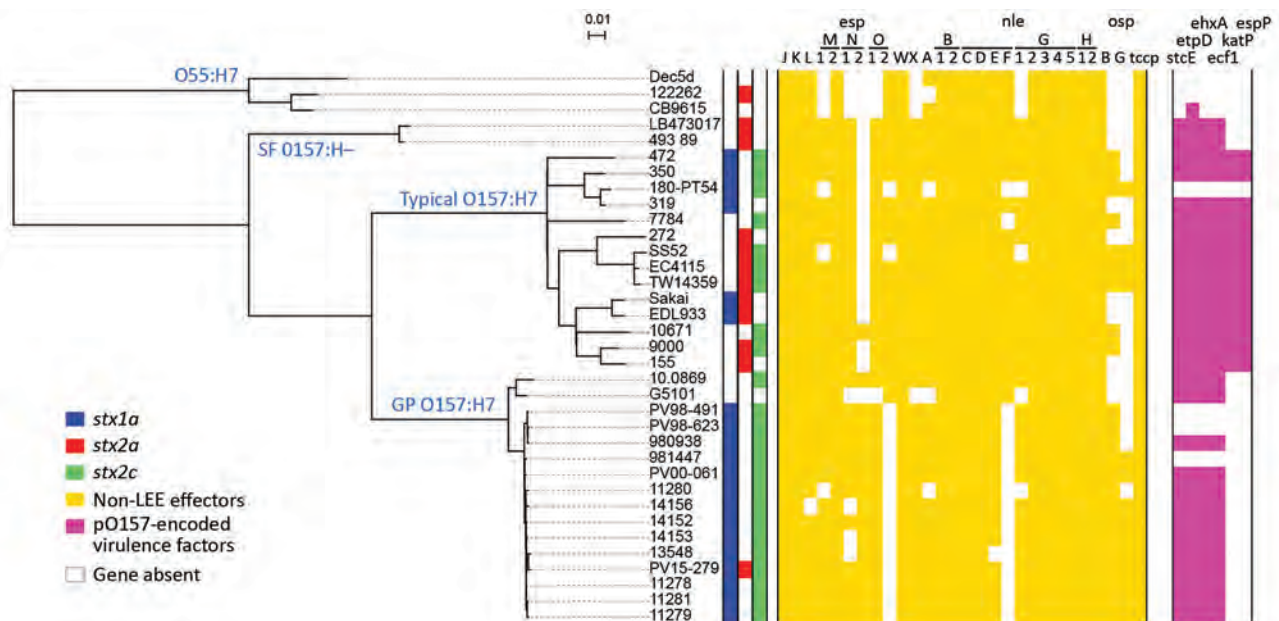 0.01
esp nle osp ehxA espP
M N O B G H etpD katP
J K L 1 2 1 2 1 2 W X A 1 2 C D E F 1 2 3 4 5 1 2 B G tccp stcE ecf1
O55:H7
SF O157:H–
Typical O157:H7
GP O157:H7
Dec5d
122262
CB9615
LB473017
493 89
472
350
180-PT54
319
7784
272
SS52
EC4115
TW14359
Sakai
EDL933
10671
9000
155
10.0869
G5101
PV98-491
PV98-623
980938
981447
PV00-061
11280
14156
14152
14153
13548
PV15-279
11278
11281
11279
stx1a
stx2a
stx2c
Non-LEE effectors
pO157-encoded
virulence factors
Gene absent